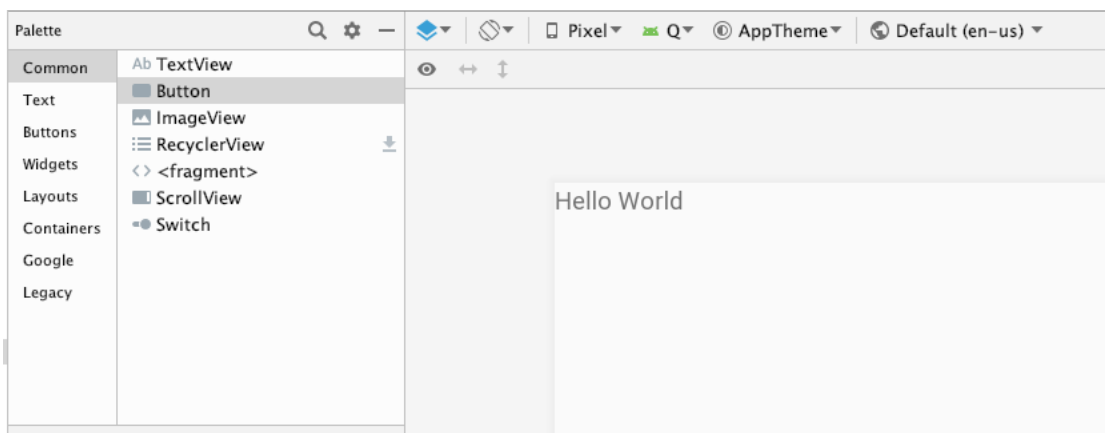 Palette
Pixel Q AppTheme Default (en-us)
Common
Text
Buttons
Widgets
Layouts
Containers
Google
Legacy
Ab TextView
Button
ImageView
RecyclerView
<fragment>
ScrollView
Switch
Hello World